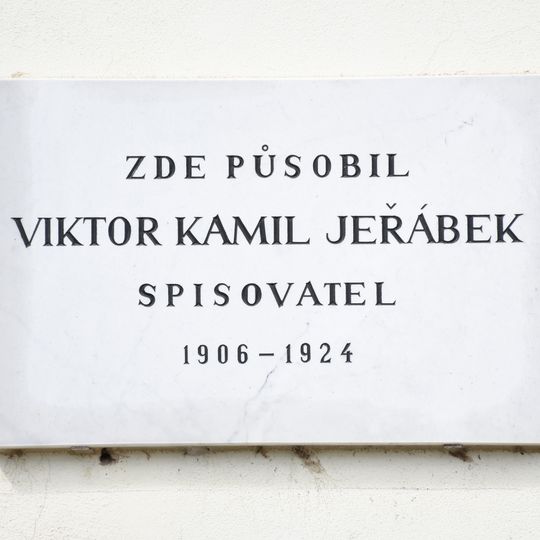 ZDE PŮSOBIL
VIKTOR KAMIL JEŘÁBEK
SPISOVATEL
1906 – 1924